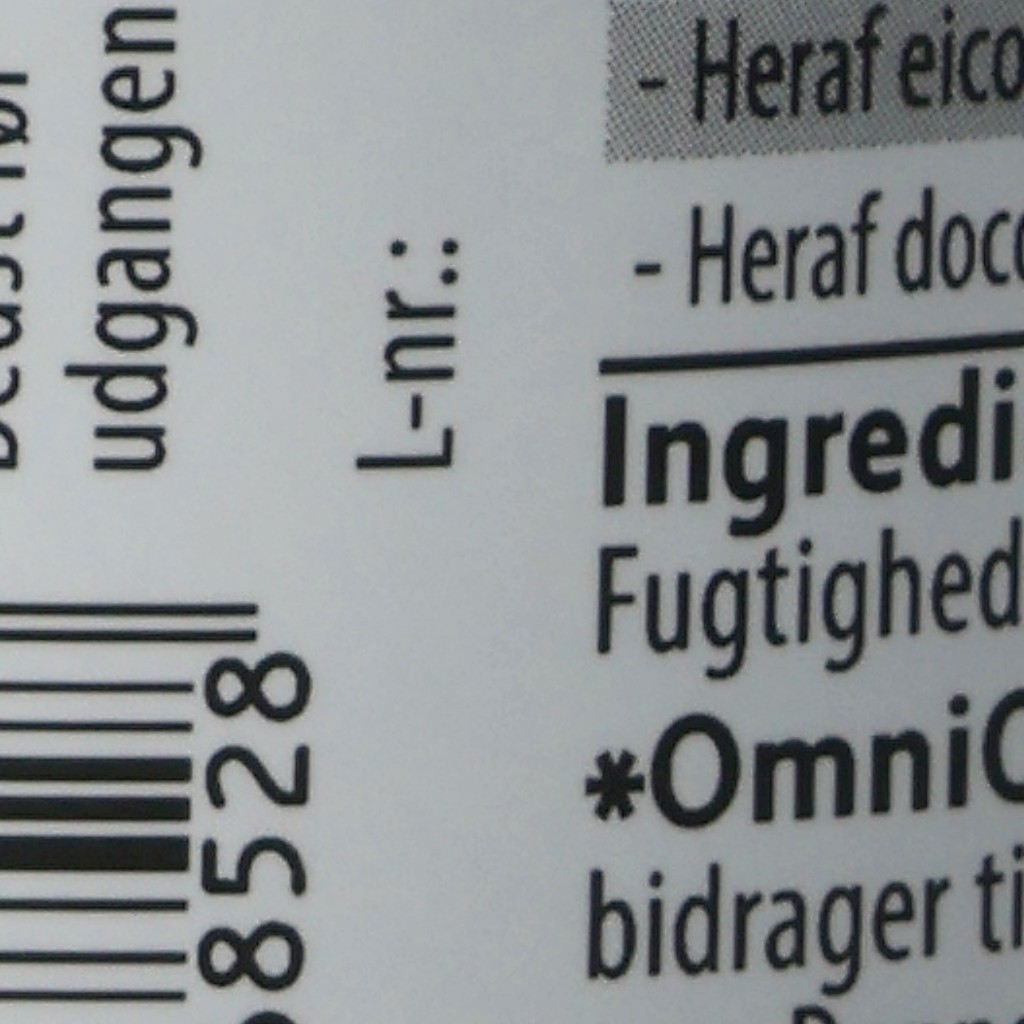 - Heraf eico
- Heraf doco
Ingredi
Fugtighed
*OmniC
bidrager ti
udgangen
L-nr.:
8528